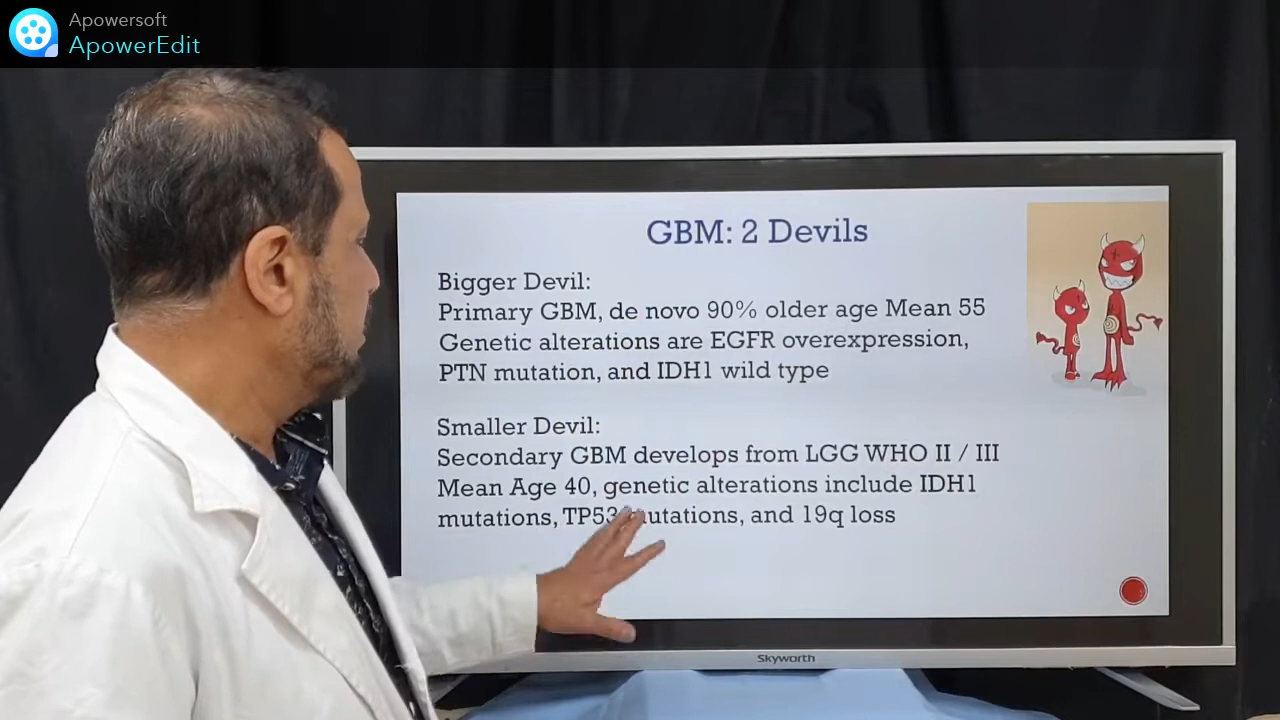 Apowersoft
ApowerEdit
GBM: 2 Devils
Bigger Devil:
Primary GBM, de novo 90% older age Mean 55
Genetic alterations are EGFR overexpression,
PTN mutation, and IDH1 wild type
Smaller Devil:
Secondary GBM develops from LGG WHO II / III
Mean Age 40, genetic alterations include IDH1
mutations, TP53 mutations, and 19q loss
Skyworth